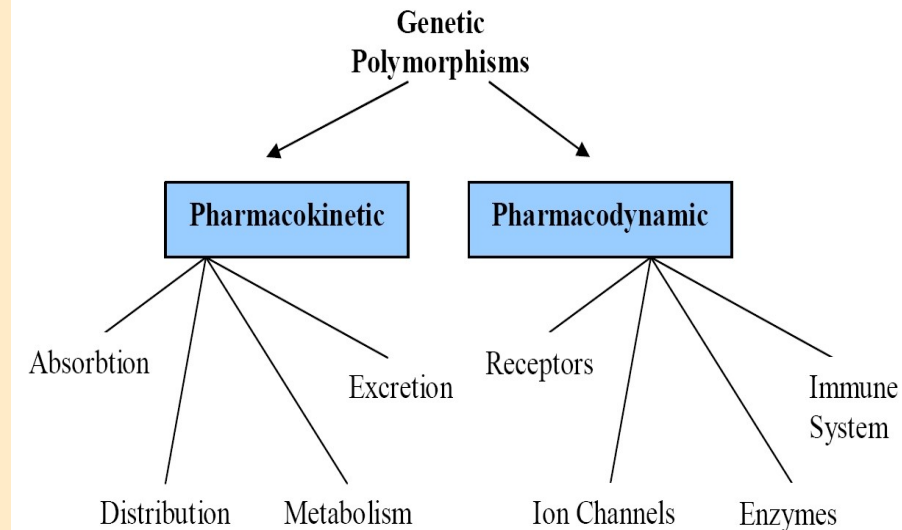 Genetic
Polymorphisms
Pharmacokinetic
Pharmacodynamic
Absorbtion
Excretion
Distribution
Metabolism
Receptors
Immune
System
Ion Channels
Enzymes